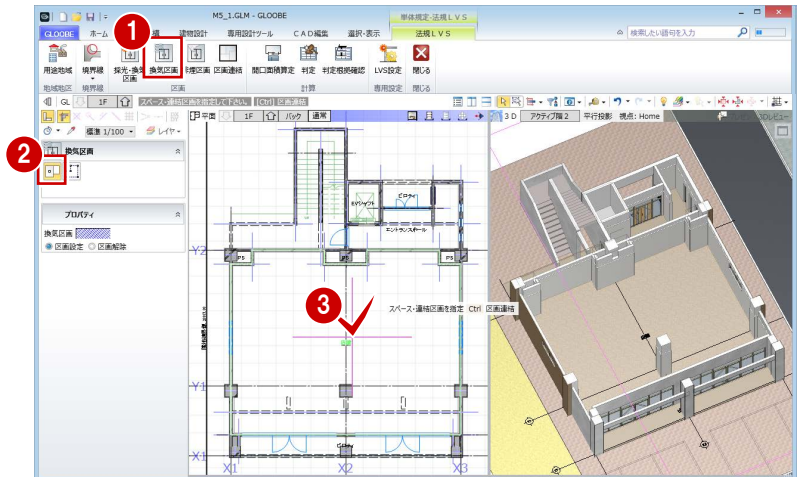 M5_1.GLM - GLOOBE
単体規定-法規ＬＶＳ
GLOOBE
ホーム
建物設計
専用設計ツール
ＣＡＤ編集
選択・表示
法規ＬＶＳ
検索したい語句を入力
1
用途地域
境界線
採光・換気
区画
換気区画
区画連結
開口面積算定
判定
判定根拠確認
LVS設定
閉じる
地域地区
境界線
区画
計算
専用設定
閉じる
GL
1F
スペース・連結区画を指定して下さい。 [Ctrl] 区画連結
標準 1/100
レイヤ
平面
1F
バック
通常
3D
アクティブ階 2
平行投影
視点: Home
2
換気区画
プロパティ
換気区画
区画設定
区画解除
EVシャフト
ピロティ
エントランスホール
Y2
PS
PS
PS
3
スペース・連結区画を指定 Ctrl 区画連結
Y1
X1
X1
X2
X3